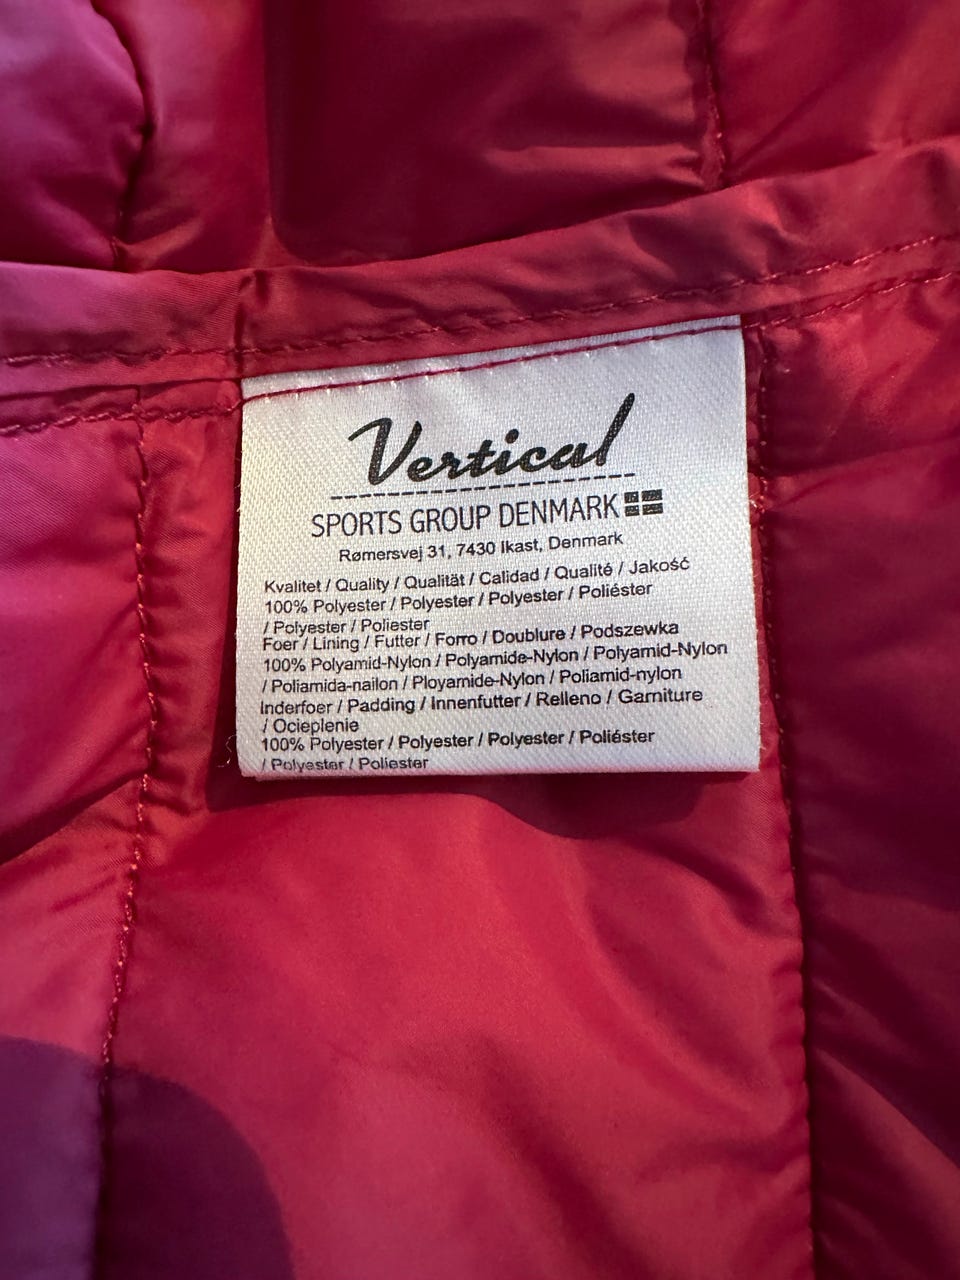 Vertical
SPORTS GROUP DENMARK
Rømersvej 31, 7430 Ikast, Denmark
Kvalitet / Quality / Qualität / Calidad / Qualité / Jakość
100% Polyester / Polyester / Polyester / Poliéster
/ Polyester / Poliester
Foer / Lining / Futter / Forro / Doublure / Podszewka
100% Polyamid-Nylon / Polyamide-Nylon / Polyamid-Nylon
/ Poliamida-nailon / Ployamide-Nylon / Poliamid-nylon
Inderfoer / Padding / Innenfutter / Relleno / Garniture
/ Ocieplenie
100% Polyester / Polyester / Polyester / Poliéster
/ Polyester / Poliester